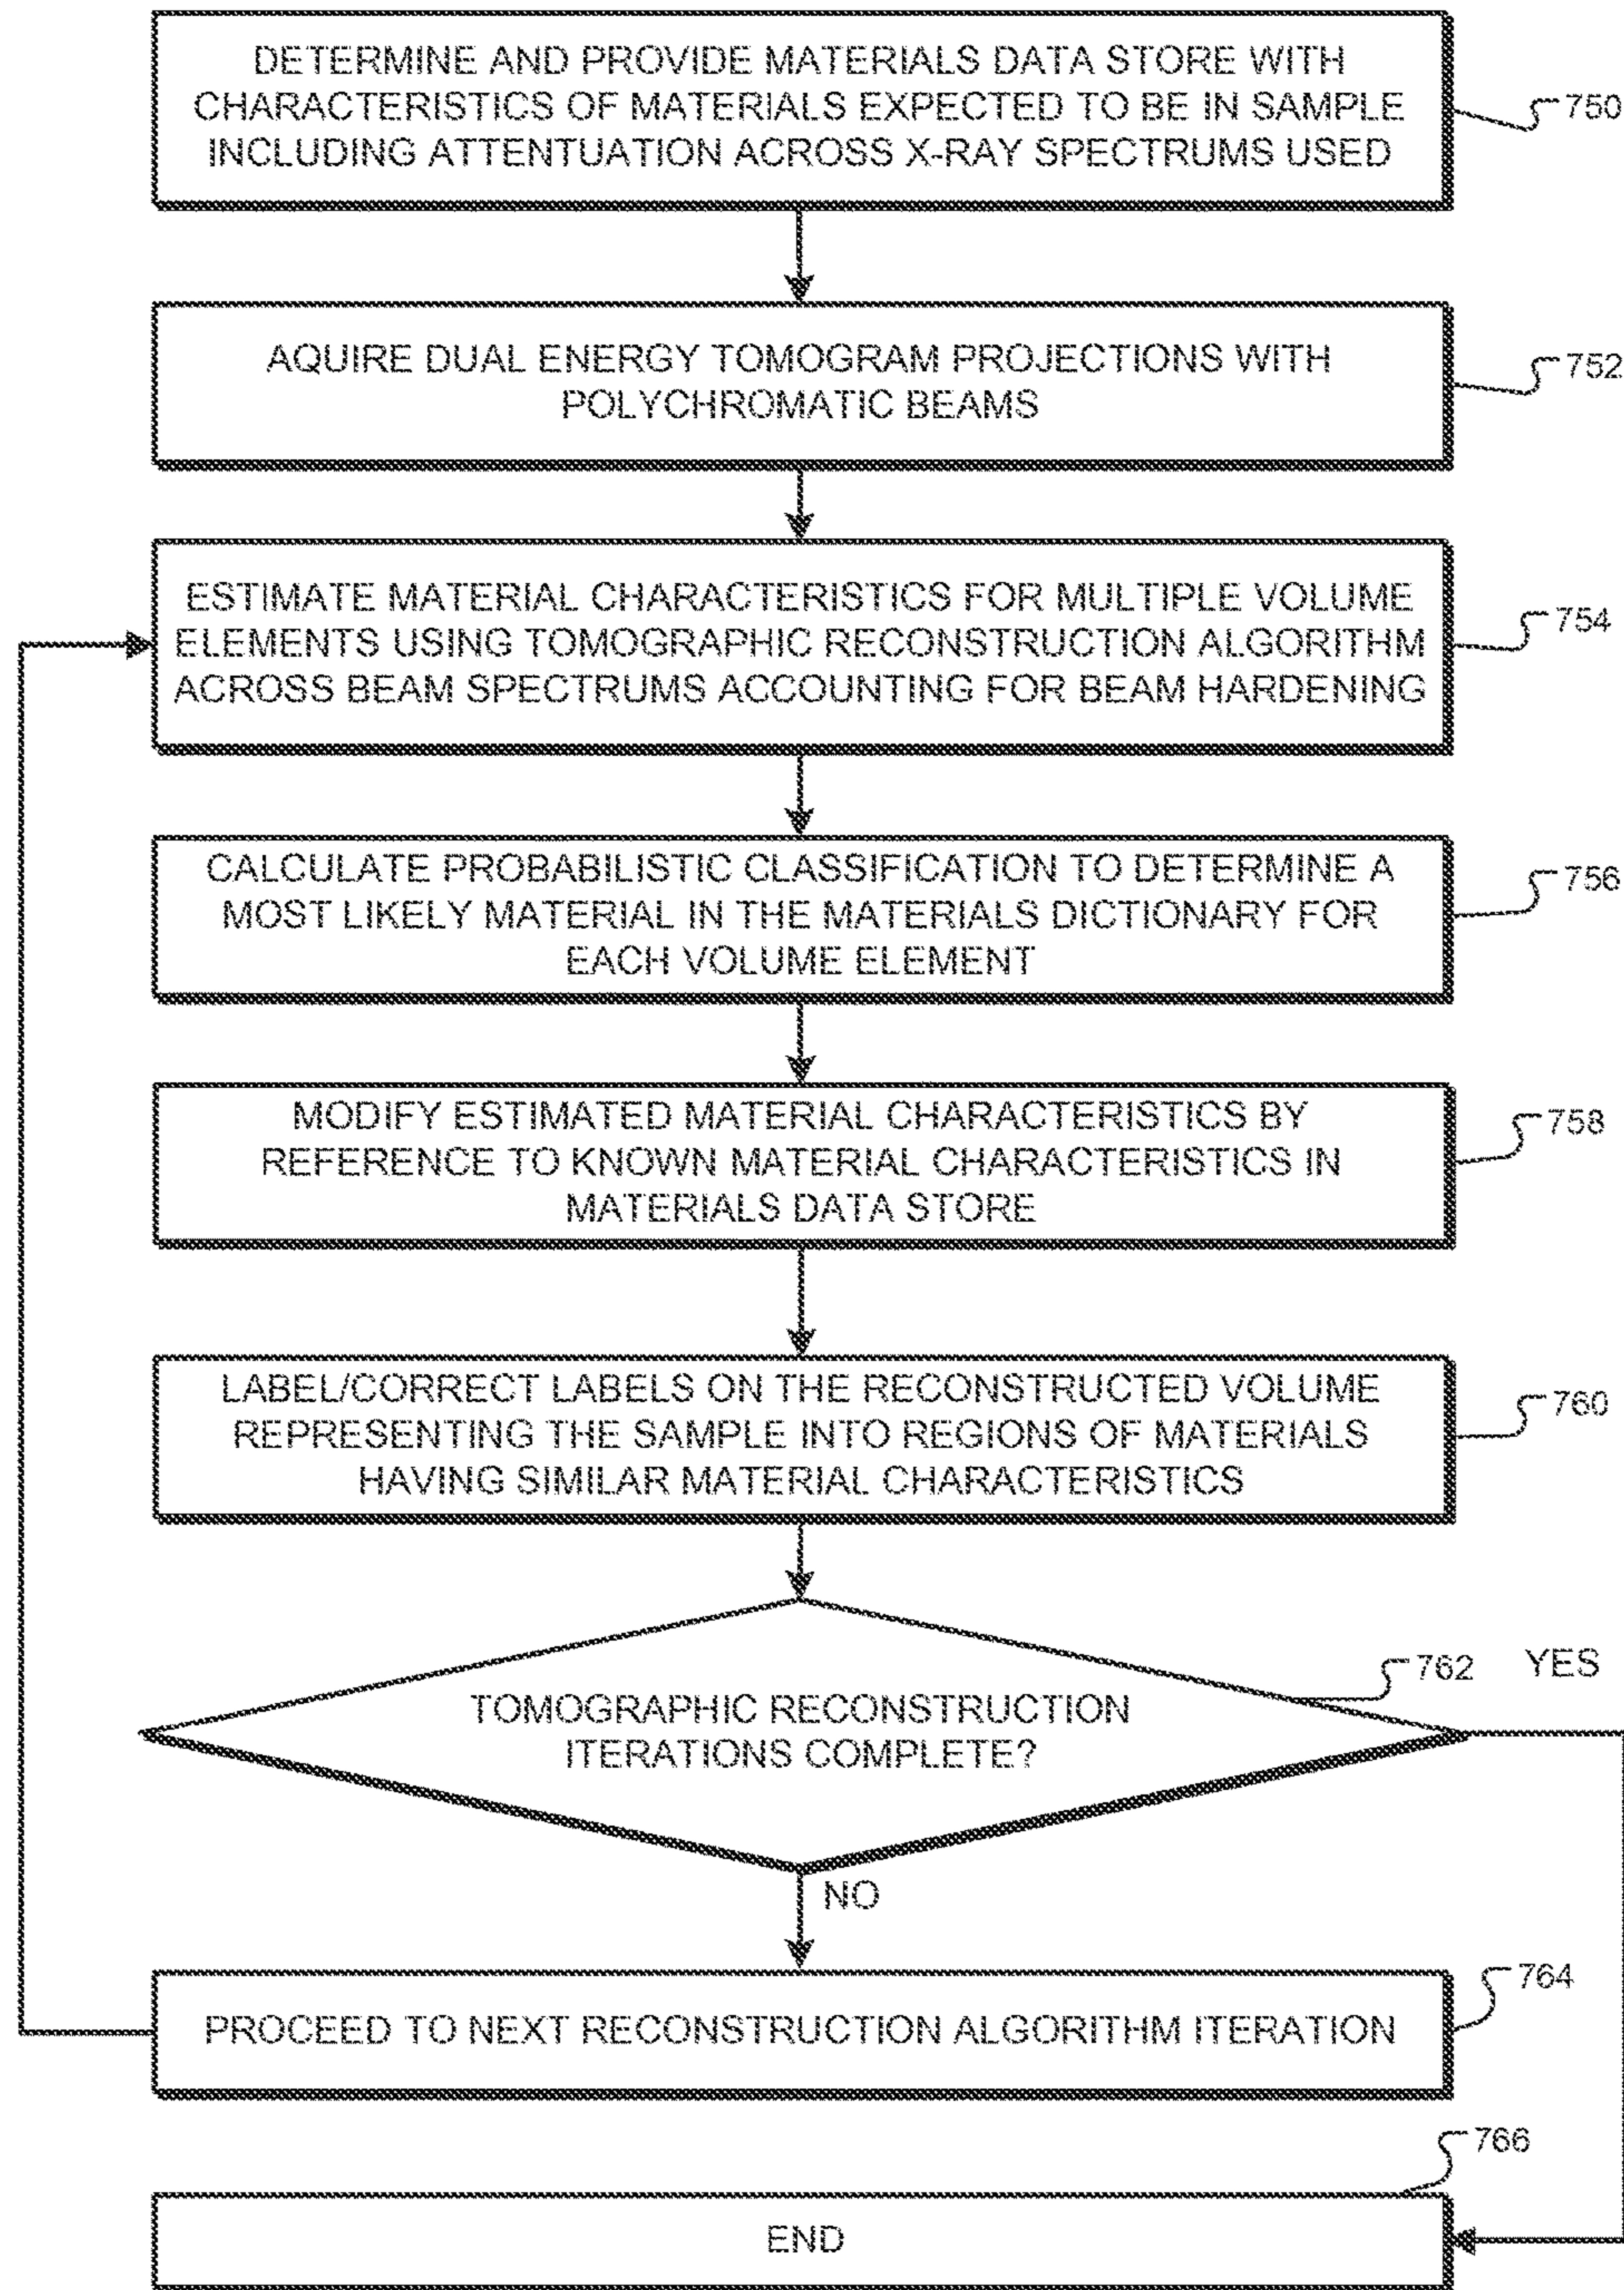 DETERMINE AND PROVIDE MATERIALS DATA STORE WITH
CHARACTERISTICS OF MATERIALS EXPECTED TO BE IN SAMPLE
INCLUDING ATTENTUATION ACROSS X-RAY SPECTRUMS USED
750
AQUIRE DUAL ENERGY TOMOGRAM PROJECTIONS WITH
POLYCHROMATIC BEAMS
752
ESTIMATE MATERIAL CHARACTERISTICS FOR MULTIPLE VOLUME
ELEMENTS USING TOMOGRAPHIC RECONSTRUCTION ALGORITHM
ACROSS BEAM SPECTRUMS ACCOUNTING FOR BEAM HARDENING
754
CALCULATE PROBABILISTIC CLASSIFICATION TO DETERMINE A
MOST LIKELY MATERIAL IN THE MATERIALS DICTIONARY FOR
EACH VOLUME ELEMENT
756
MODIFY ESTIMATED MATERIAL CHARACTERISTICS BY
REFERENCE TO KNOWN MATERIAL CHARACTERISTICS IN
MATERIALS DATA STORE
758
LABEL/CORRECT LABELS ON THE RECONSTRUCTED VOLUME
REPRESENTING THE SAMPLE INTO REGIONS OF MATERIALS
HAVING SIMILAR MATERIAL CHARACTERISTICS
760
TOMOGRAPHIC RECONSTRUCTION
ITERATIONS COMPLETE?
762
YES
NO
PROCEED TO NEXT RECONSTRUCTION ALGORITHM ITERATION
764
END
766